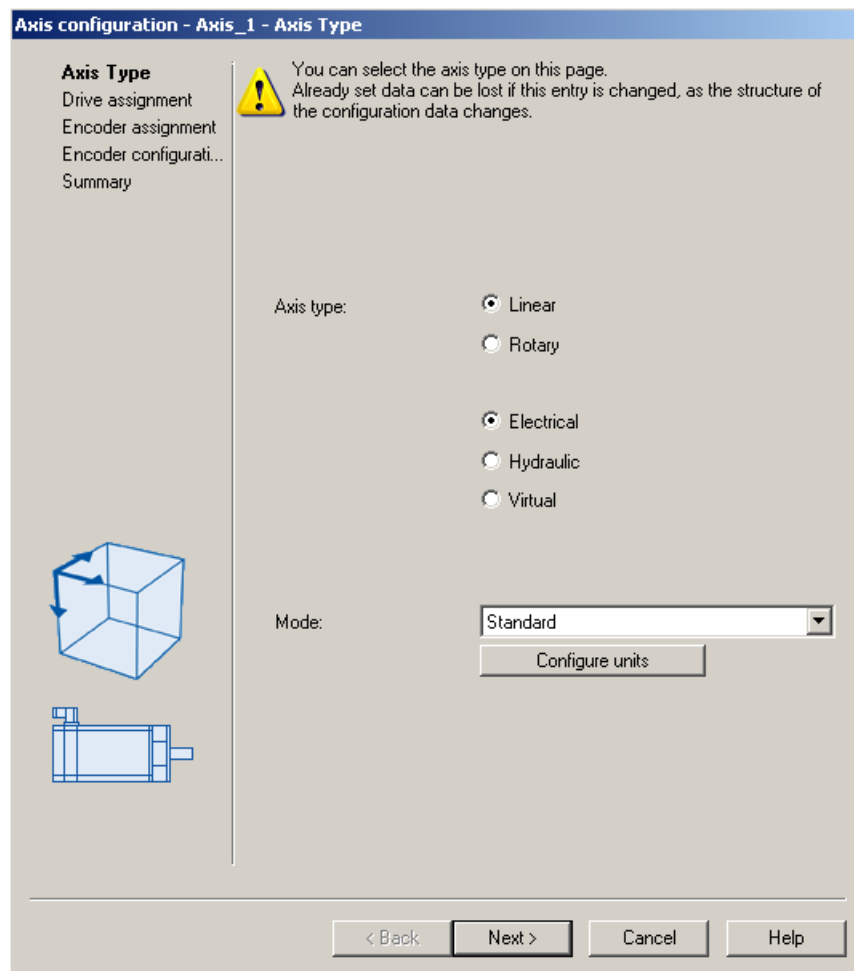 Axis configuration - Axis_1 - Axis Type
Axis Type
Drive assignment
Encoder assignment
Encoder configurati...
Summary
You can select the axis type on this page.
Already set data can be lost if this entry is changed, as the structure of
the configuration data changes.
Axis type:
Linear
Rotary
Electrical
Hydraulic
Virtual
Mode:
Standard
Configure units
< Back
Next >
Cancel
Help